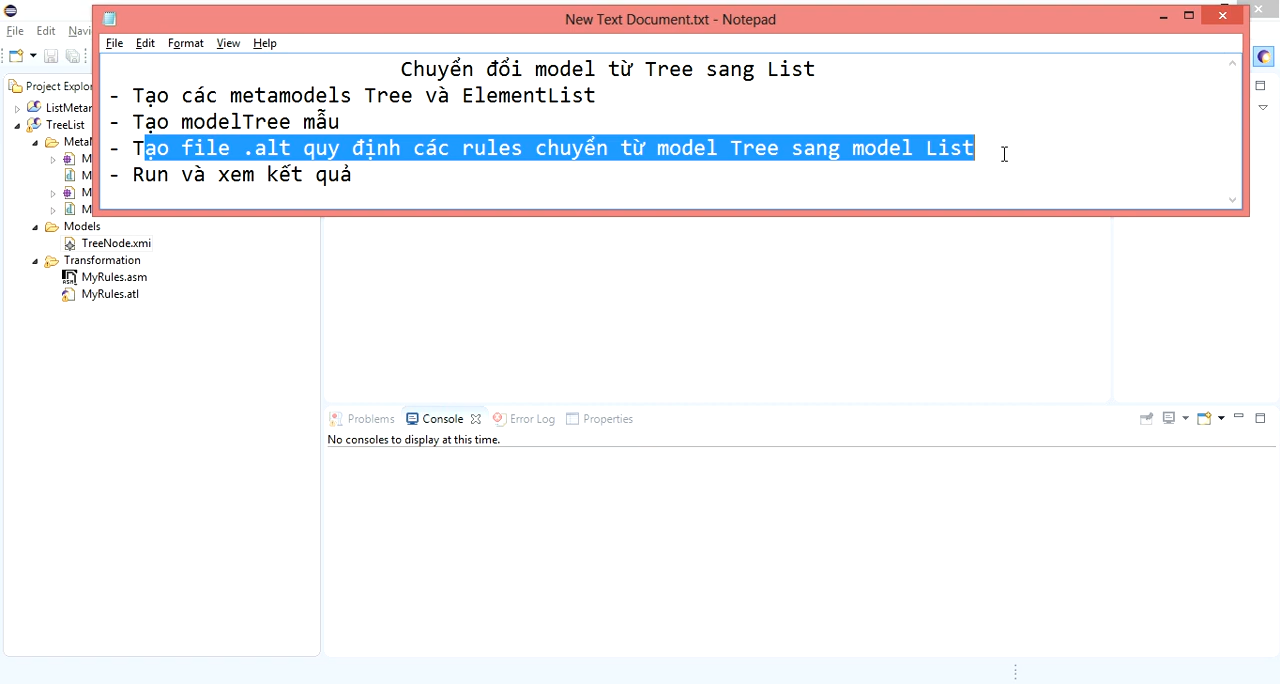 New Text Document.txt - Notepad
File Edit Navi
File Edit Format View Help
Chuyển đổi model từ Tree sang List
- Tạo các metamodels Tree và ElementList
- Tạo modelTree mẫu
- Tạo file .alt quy định các rules chuyển từ model Tree sang model List
- Run và xem kết quả
Project Explor
ListMetar
TreeList
MetaM
M
M
M
M
Models
TreeNode.xmi
Transformation
MyRules.asm
MyRules.atl
Problems Console Error Log Properties
No consoles to display at this time.